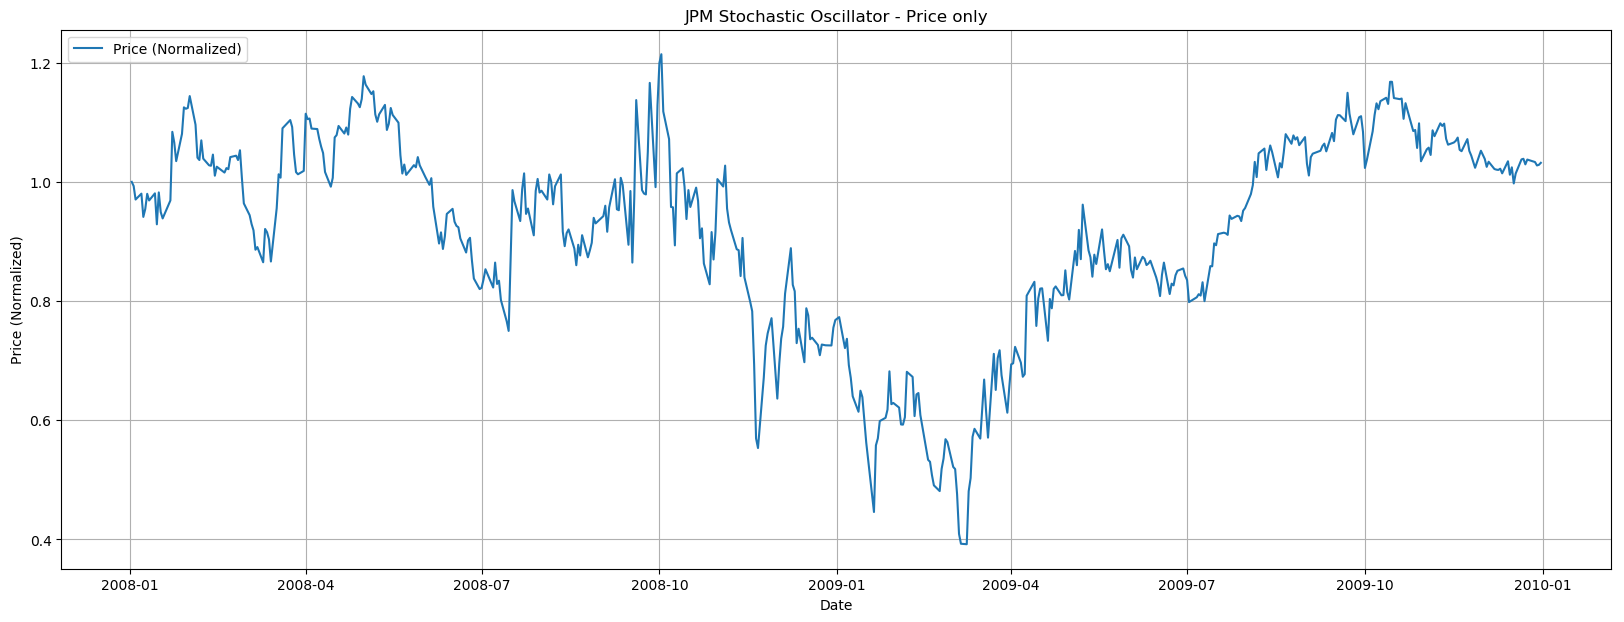 JPM Stochastic Oscillator - Price only
Price (Normalized)
1.2
1.0
0.8
0.6
0.4
Price (Normalized)
2008-01 2008-04 2008-07 2008-10 2009-01 2009-04 2009-07 2009-10 2010-01
Date